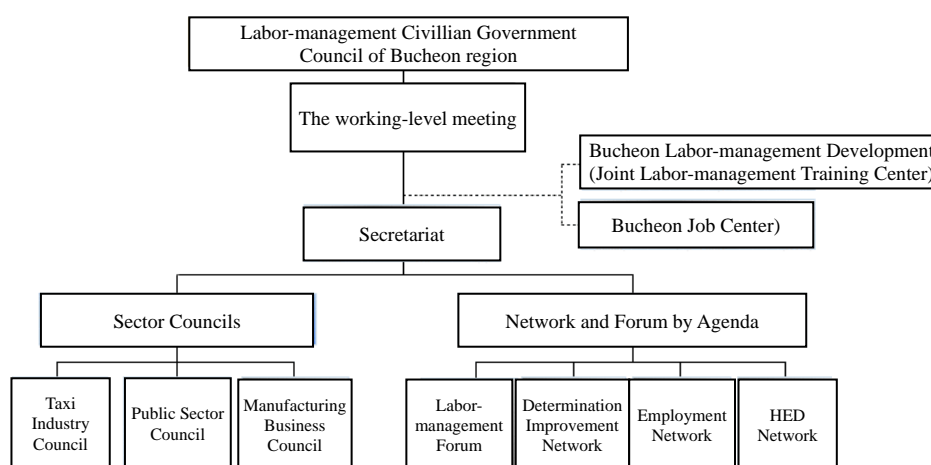 Labor-management Civillian Government
Council of Bucheon region
The working-level meeting
Bucheon Labor-management Development
(Joint Labor-management Training Center)
Bucheon Job Center)
Secretariat
Sector Councils
Network and Forum by Agenda
Taxi
Industry
Council
Public Sector
Council
Manufacturing
Business
Council
Labor-
management
Forum
Determination
Improvement
Network
Employment
Network
HED
Network